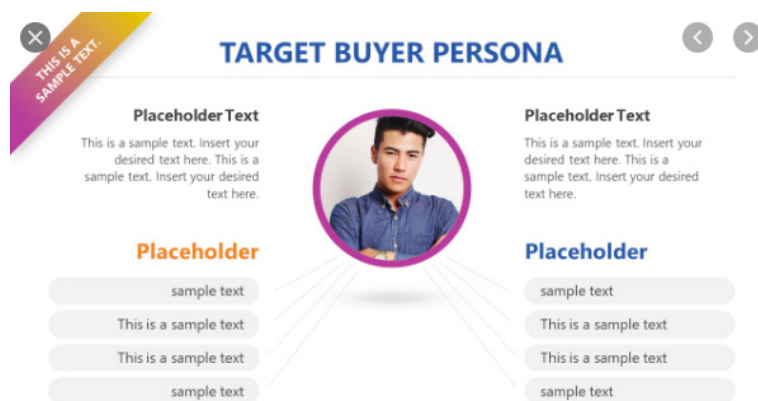 THIS IS A
SAMPLE TEXT.
TARGET BUYER PERSONA
Placeholder Text
This is a sample text. Insert your
desired text here. This is a
sample text. Insert your desired
text here.
Placeholder
sample text
This is a sample text
This is a sample text
sample text
Placeholder Text
This is a sample text. Insert your
desired text here. This is a
sample text. Insert your desired
text here.
Placeholder
sample text
This is a sample text
This is a sample text
sample text